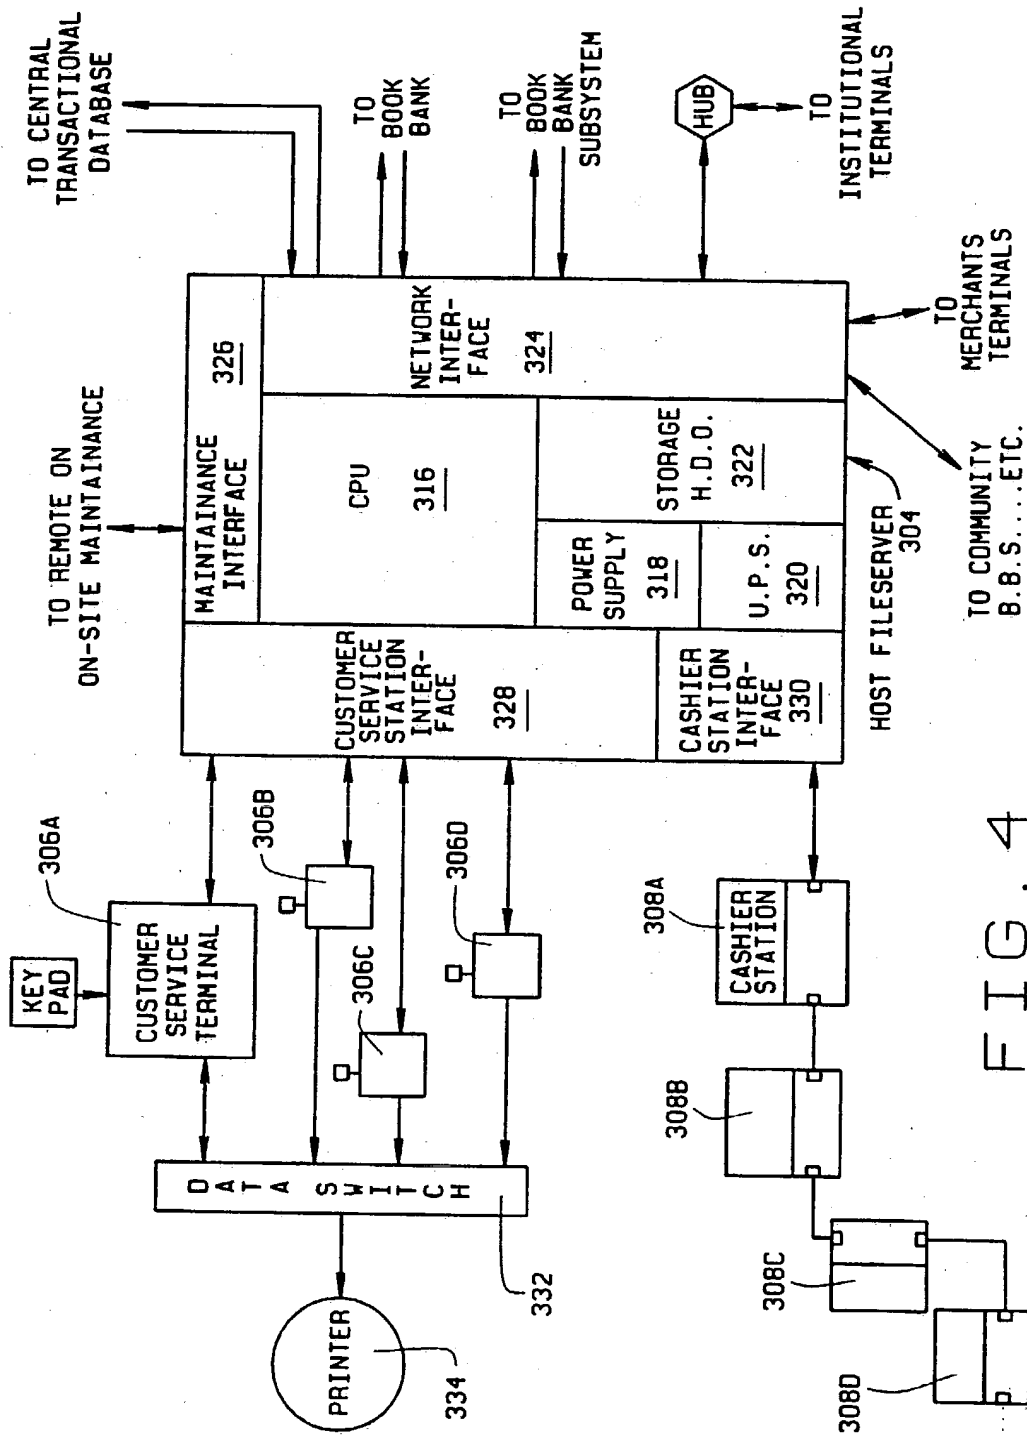 TO CENTRAL
TRANSACTIONAL
DATABASE
TO REMOTE ON
ON-SITE MAINTAINANCE
306A
KEY
PAD
CUSTOMER
SERVICE
TERMINAL
MAINTAINANCE
INTERFACE
326
TO
BOOK
BANK
306B
306C
306D
CUSTOMER
SERVICE
STATION
INTER-
FACE
328
CPU
316
NETWORK
INTER-
FACE
324
TO
BOOK
BANK
SUBSYSTEM
DATA SWITCH
332
PRINTER
334
POWER
SUPPLY
318
STORAGE
H.D.D.
322
U.P.S.
320
HUB
TO
INSTITUTIONAL
TERMINALS
CASHIER
STATION
INTER-
FACE
330
308A
CASHIER
STATION
308B
308C
308D
HOST FILESERVER
304
TO
MERCHANTS
TERMINALS
TO COMMUNITY
B.B.S....ETC.
FIG. 4